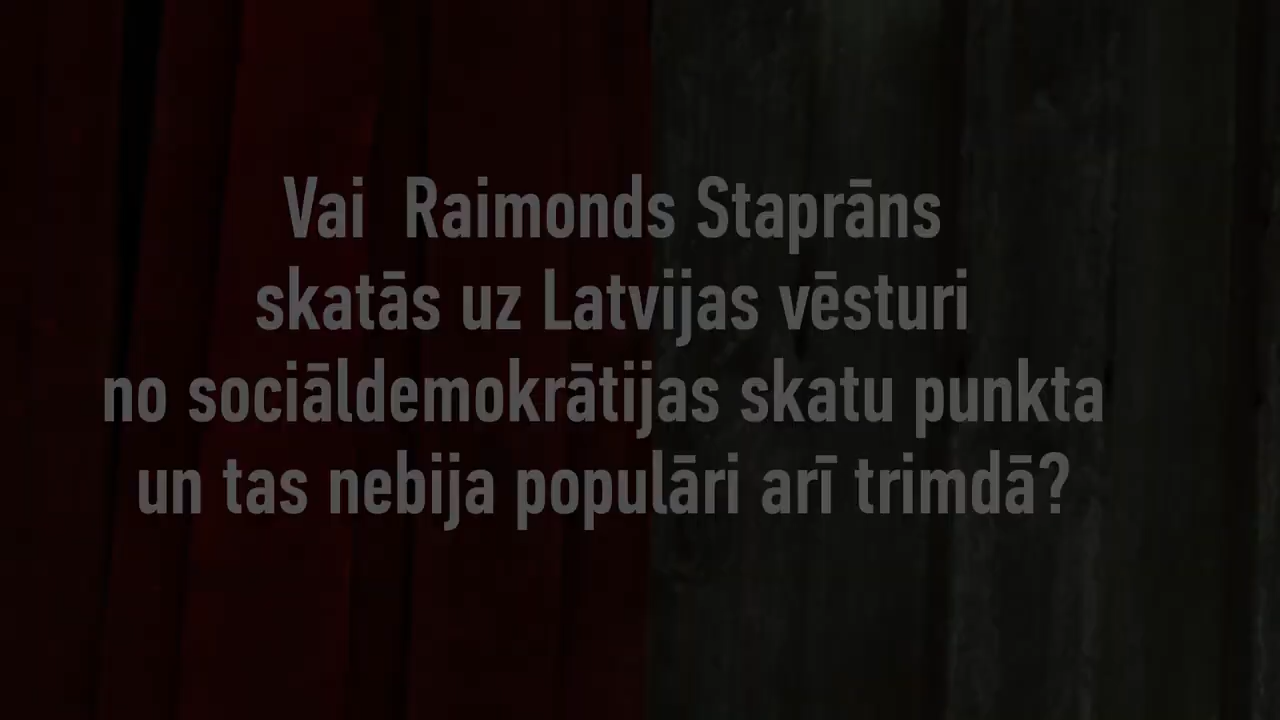 Vai Raimonds Staprāns
skatās uz Latvijas vēsturi
no sociāldemokrātijas skatu punkta
un tas nebija populāri arī trimdā?